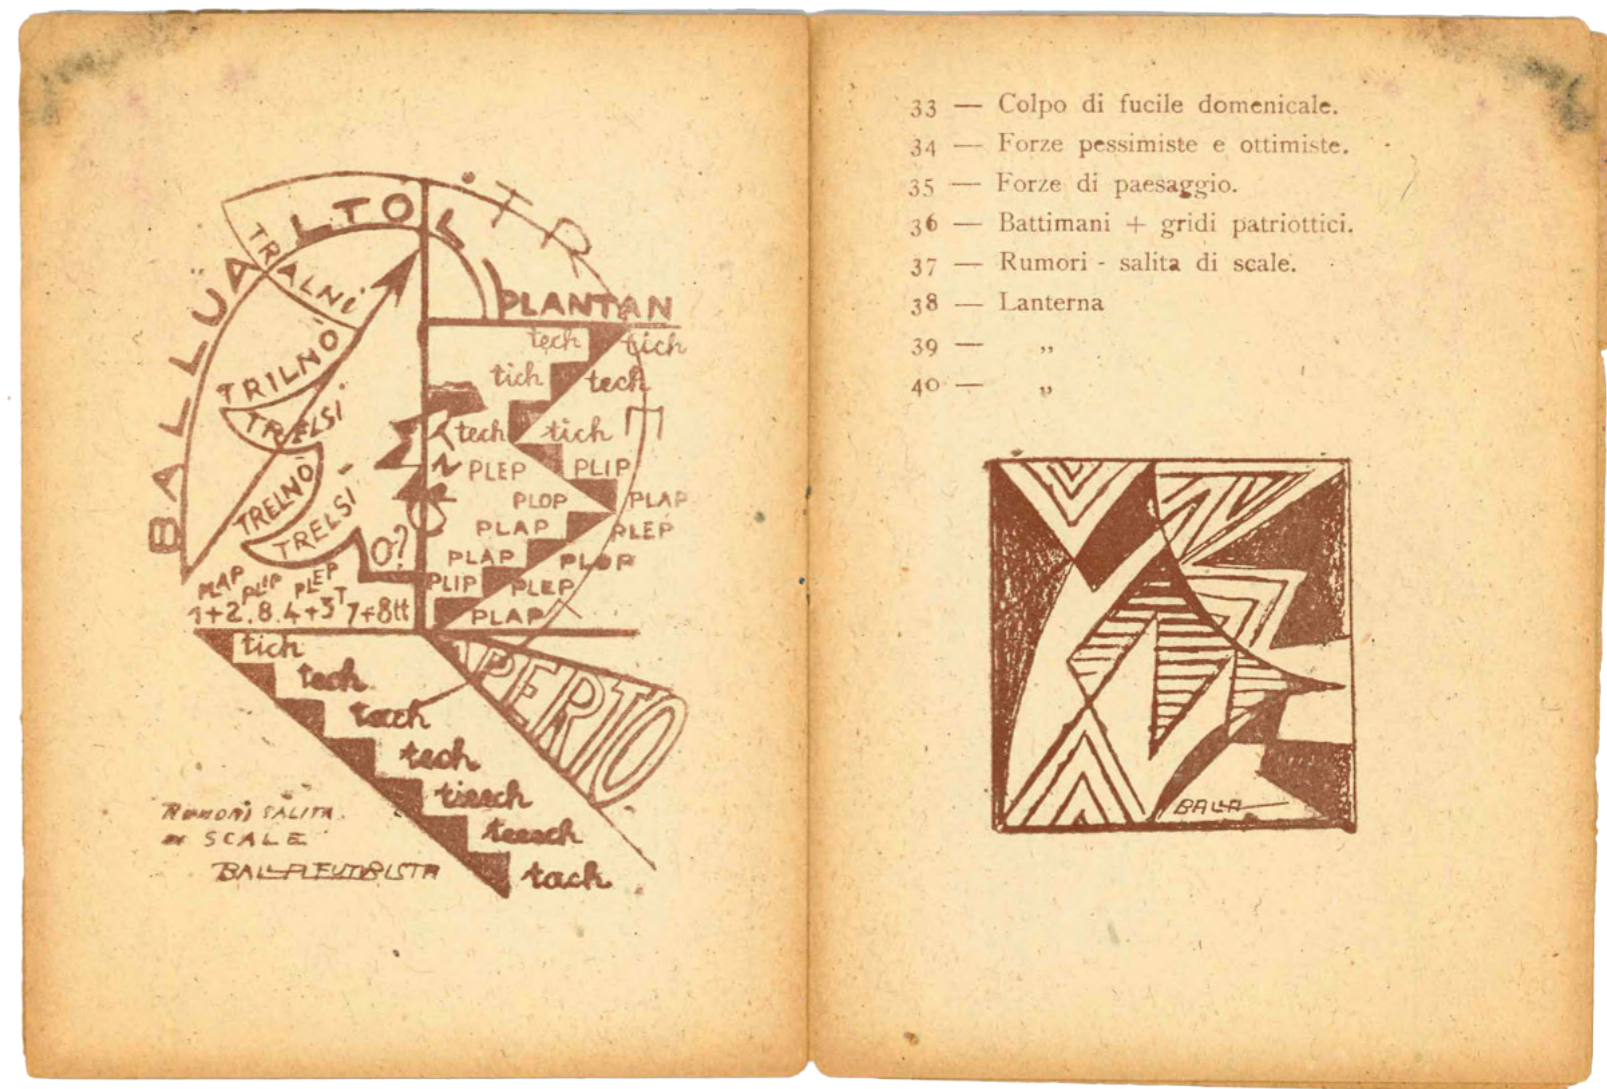 BALLUALTOL
TR
TRALNI
PLANTAN
TRILNÒ
TRELSI
TRELNÒ
TRELSI
O?
tech tich
tich tech
tech tich
PLEP PLIP
PLOP PLAP
PLAP PLEP
PLAP PLOP
PLIP PLEP
PLAP
PLAP PLIP PLEP T
1+2.8.4+3 7+8tt
tich
tech
tach
tech
tieech
teeech
tach
APERTO
RUMORI SALITA
DI SCALE
BALLA FUTURISTA
33 — Colpo di fucile domenicale.
34 — Forze pessimiste e ottimiste.
35 — Forze di paesaggio.
36 — Battimani + gridi patriottici.
37 — Rumori - salita di scale.
38 — Lanterna
39 — „
40 — „
BALLA